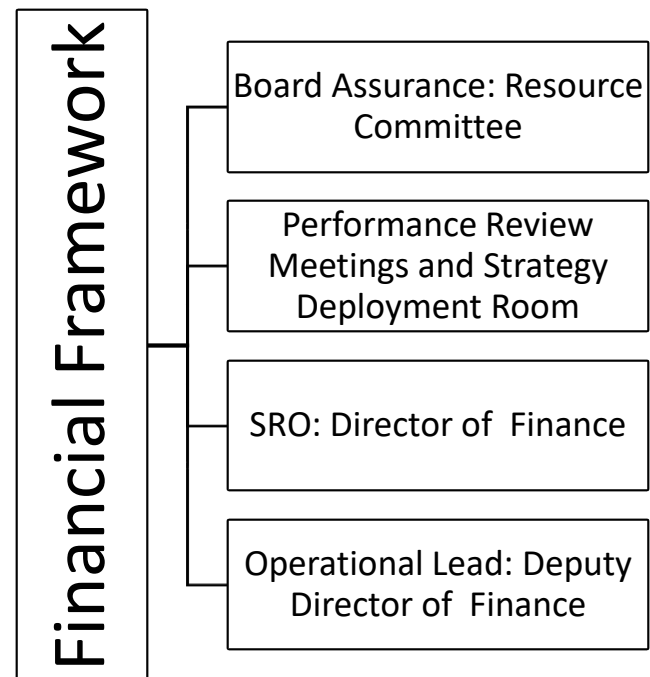 Financial Framework
Board Assurance: Resource
Committee
Performance Review
Meetings and Strategy
Deployment Room
SRO: Director of  Finance
Operational Lead: Deputy
Director of  Finance